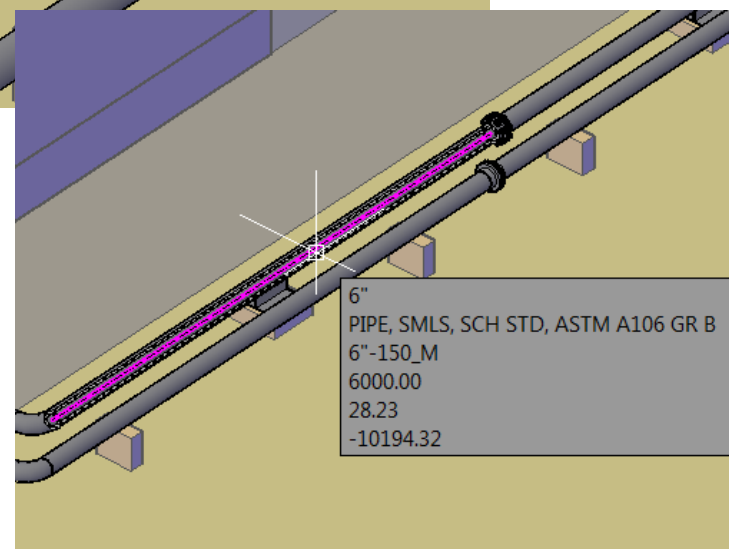 6"
PIPE, SMLS, SCH STD, ASTM A106 GR B
6"-150_M
6000.00
28.23
-10194.32